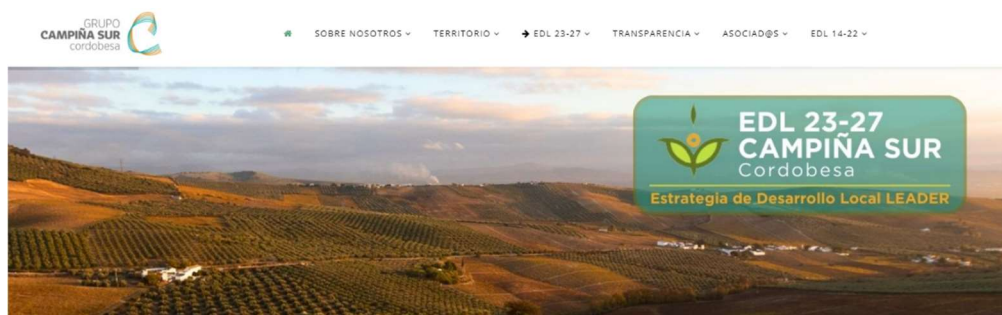 GRUPO
CAMPIÑA SUR
cordobesa
SOBRE NOSOTROS
TERRITORIO
EDL 23-27
TRANSPARENCIA
ASOCIAD@S
EDL 14-22
EDL 23-27
CAMPIÑA SUR
Cordobesa
Estrategia de Desarrollo Local LEADER